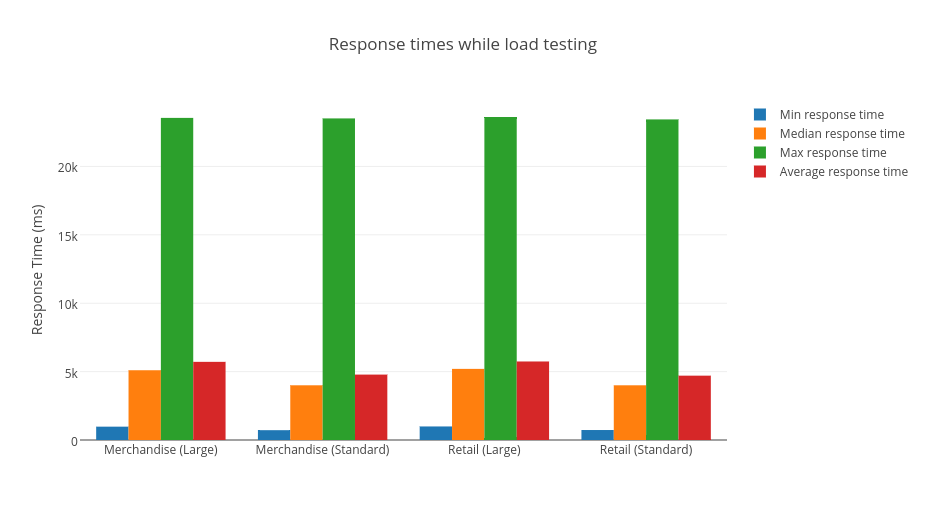 Response times while load testing
Min response time
Median response time
Max response time
Average response time
Response Time (ms)
20k
15k
10k
5k
0
Merchandise (Large)
Merchandise (Standard)
Retail (Large)
Retail (Standard)